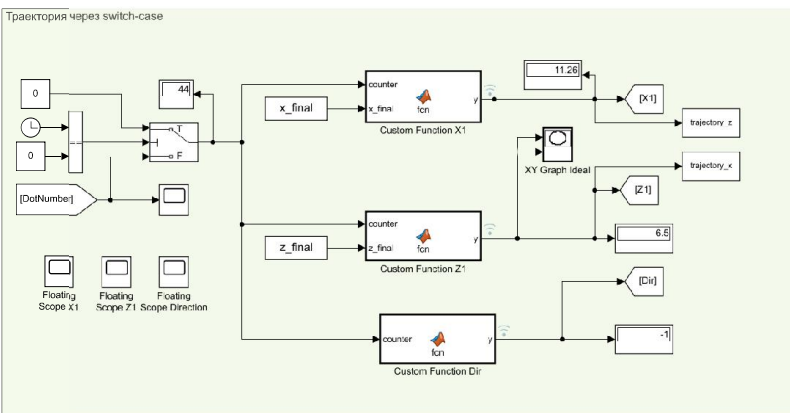 Траектория через switch-case
44
0
T
F
0
==
[DotNumber]
Floating
Scope X1
Floating
Scope Z1
Floating
Scope Direction
x_final
counter
x_final
fcn
y
Custom Function X1
11.26
[X1]
trajectory_z
XY Graph Ideal
trajectory_x
[Z1]
z_final
counter
z_final
fcn
y
Custom Function Z1
6.5
[Dir]
counter
fcn
y
Custom Function Dir
-1